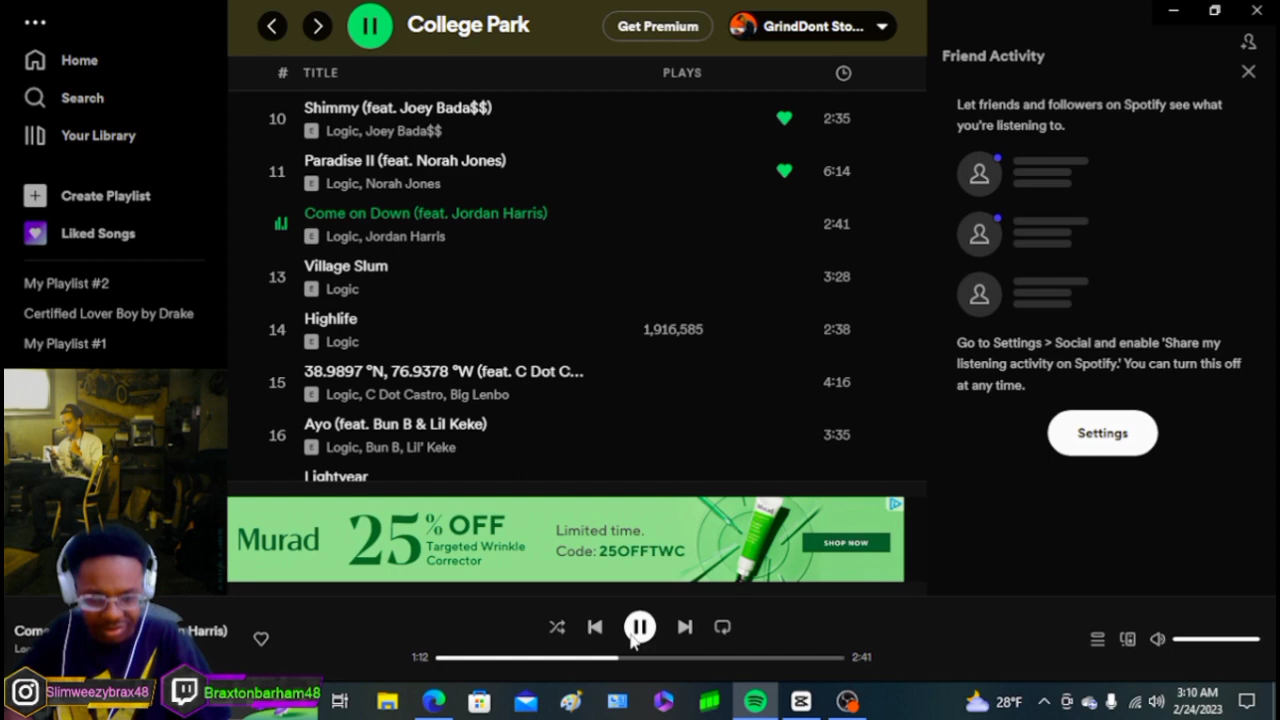 College Park
Get Premium
GrindDont Sto...
Home
Search
Your Library
Create Playlist
Liked Songs
My Playlist #2
Certified Lover Boy by Drake
My Playlist #1
# TITLE PLAYS
10 Shimmy (feat. Joey Bada$$) 2:35
E Logic, Joey Bada$$
11 Paradise II (feat. Norah Jones) 6:14
E Logic, Norah Jones
Come on Down (feat. Jordan Harris) 2:41
E Logic, Jordan Harris
13 Village Slum 3:28
E Logic
14 Highlife 1,916,585 2:38
E Logic
15 38.9897 °N, 76.9378 °W (feat. C Dot C... 4:16
E Logic, C Dot Castro, Big Lenbo
16 Ayo (feat. Bun B & Lil Keke) 3:35
E Logic, Bun B, Lil' Keke
Lightyear
Friend Activity
Let friends and followers on Spotify see what
you're listening to.
Go to Settings > Social and enable 'Share my
listening activity on Spotify.' You can turn this off
at any time.
Settings
Murad
25% OFF
Targeted Wrinkle
Corrector
Limited time.
Code: 25OFFTWC
SHOP NOW
Com
Harris)
1:12
2:41
Slimweezybrax48
Braxtonbarham48
28°F
3:10 AM
2/24/2023